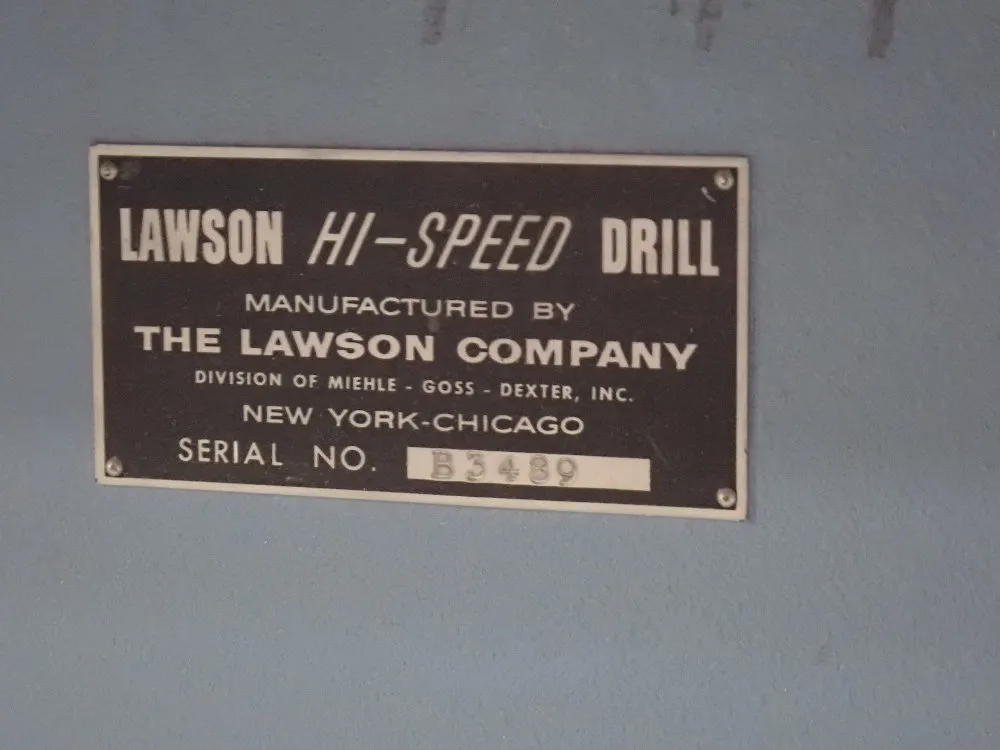 LAWSON HI-SPEED DRILL
MANUFACTURED BY
THE LAWSON COMPANY
DIVISION OF MIEHLE - GOSS - DEXTER, INC.
NEW YORK-CHICAGO
SERIAL NO. B3489